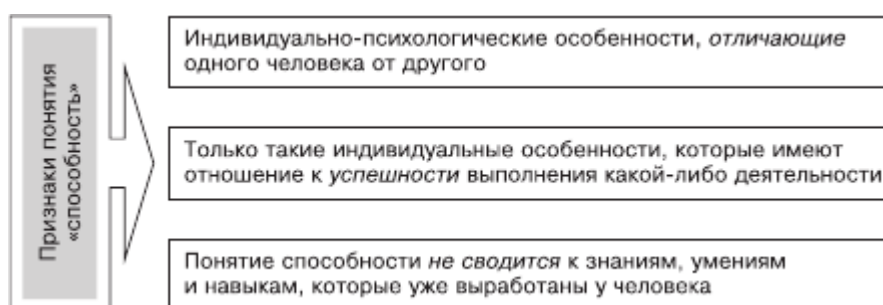 Признаки понятия
«способность»
Индивидуально-психологические особенности, отличающие
одного человека от другого
Только такие индивидуальные особенности, которые имеют
отношение к успешности выполнения какой-либо деятельности
Понятие способности не сводится к знаниям, умениям
и навыкам, которые уже выработаны у человека